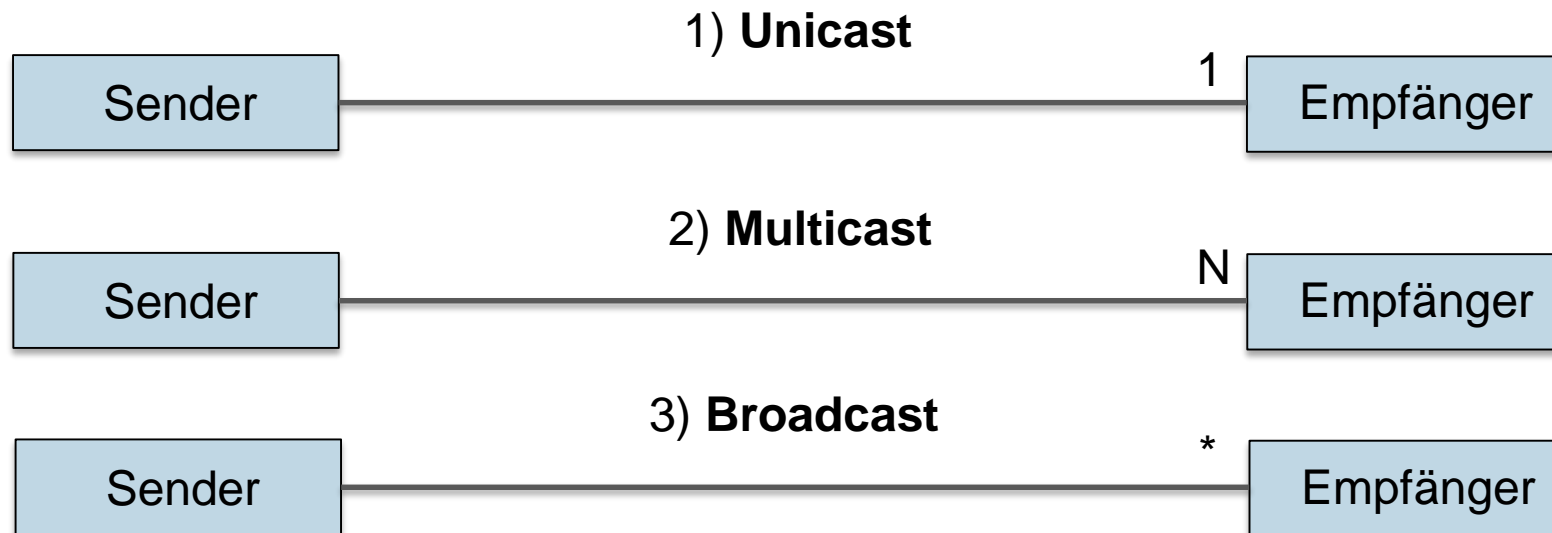 1) Unicast
Sender
1
Empfänger
2) Multicast
Sender
N
Empfänger
3) Broadcast
Sender
*
Empfänger